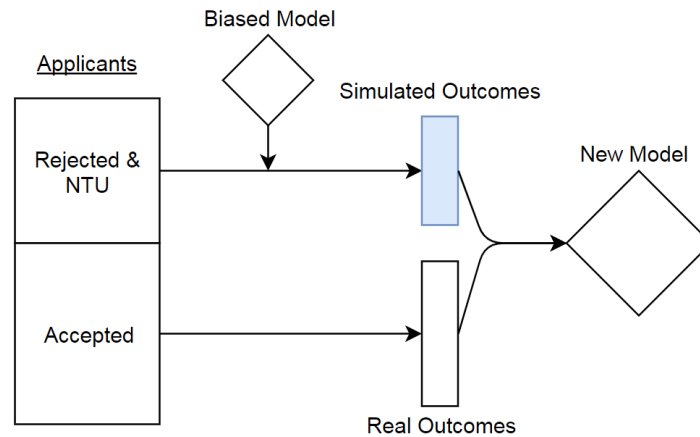 Biased Model
Applicants
Simulated Outcomes
Rejected &
NTU
New Model
Accepted
Real Outcomes